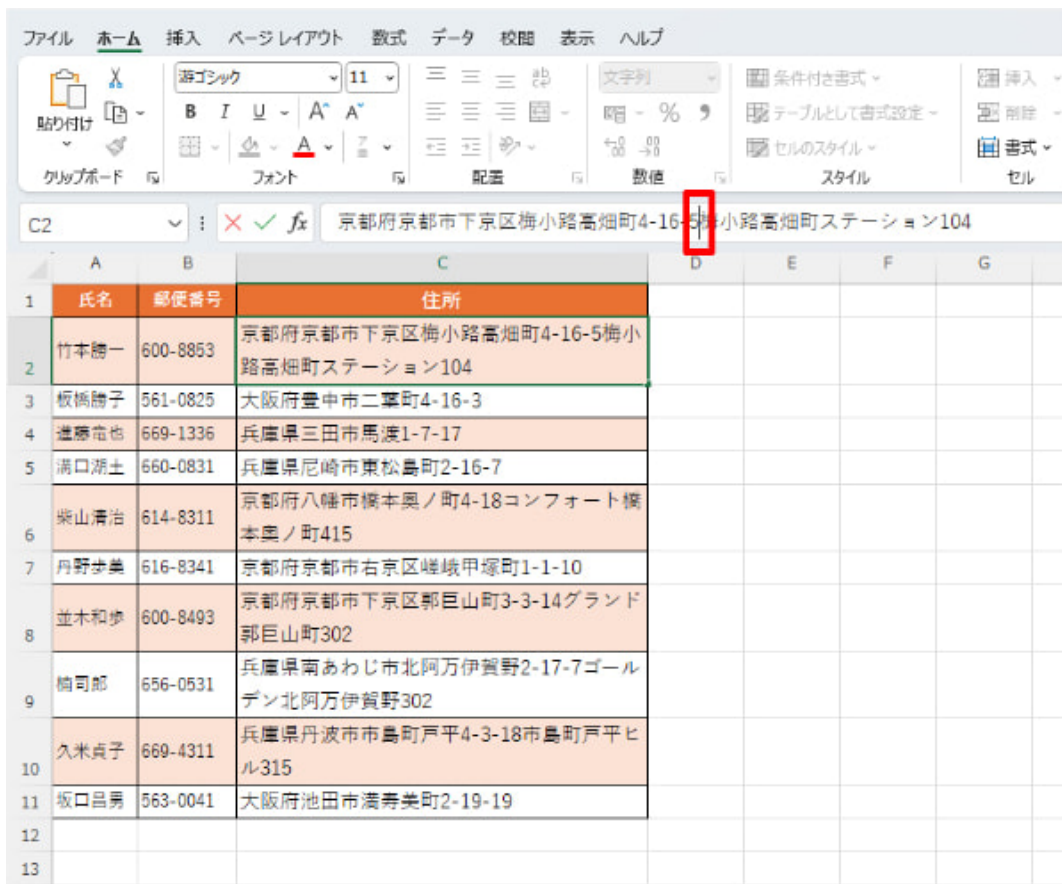 ファイル ホーム 挿入 ページ レイアウト 数式 データ 校閲 表示 ヘルプ
游ゴシック 11 文字列 条件付き書式 挿入
貼り付け B I U A A % テーブルとして書式設定 削除
A セルのスタイル 書式
クリップボード フォント 配置 数値 スタイル セル
C2 fx 京都府京都市下京区梅小路高畑町4-16-5梅小路高畑町ステーション104
A B C D E F G
1 氏名 郵便番号 住所
京都府京都市下京区梅小路高畑町4-16-5梅小
竹本勝一 600-8853
2 路高畑町ステーション104
3 板橋勝子 561-0825 大阪府豊中市二葉町4-16-3
4 進藤竜也 669-1336 兵庫県三田市馬渡1-7-17
5 溝口湖土 660-0831 兵庫県尼崎市東松島町2-16-7
京都府八幡市橋本奥ノ町4-18コンフォート橋
柴山清治 614-8311
6 本奥ノ町415
7 丹野歩美 616-8341 京都府京都市右京区嵯峨甲塚町1-1-10
京都府京都市下京区郭巨山町3-3-14グランド
並木和歩 600-8493
8 郭巨山町302
兵庫県南あわじ市北阿万伊賀野2-17-7ゴール
656-0531
9 デン北阿万伊賀野302
兵庫県丹波市市島町戸平4-3-18市島町戸平ヒ
久米貞子 669-4311
10 ル315
11 坂口昌男 563-0041 大阪府池田市満寿美町2-19-19
12
13